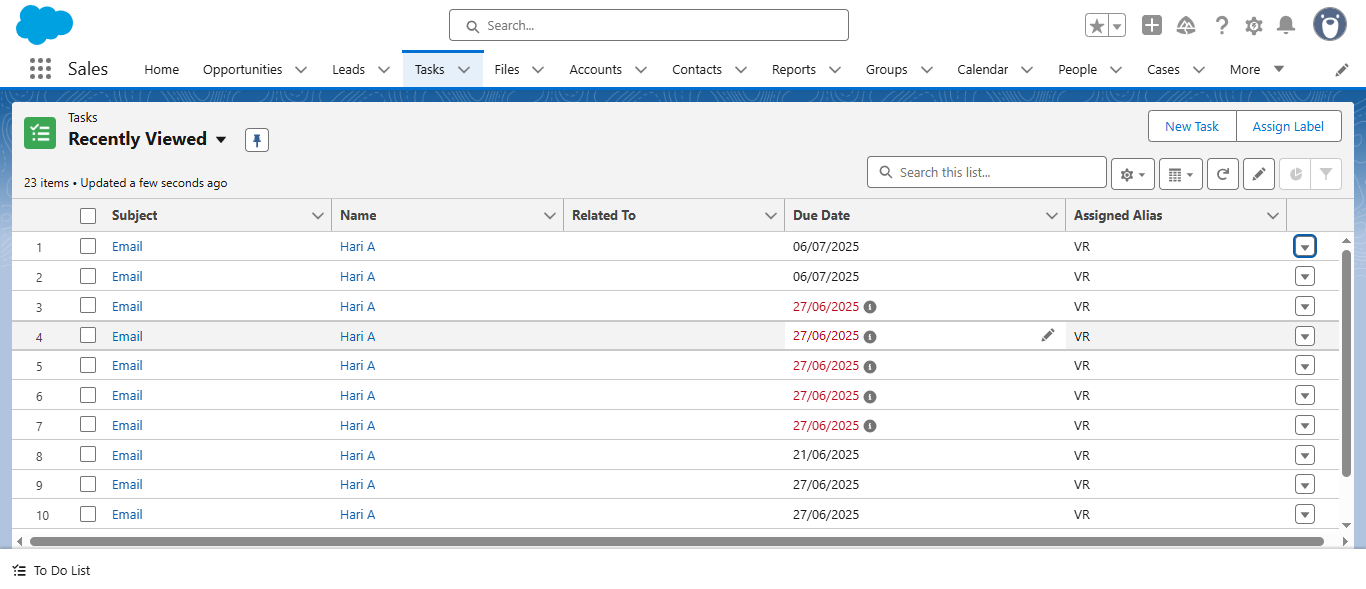 Search...
Sales Home Opportunities Leads Tasks Files Accounts Contacts Reports Groups Calendar People Cases More
Tasks
Recently Viewed
New Task Assign Label
23 items • Updated a few seconds ago
Search this list...
Subject Name Related To Due Date Assigned Alias
1 Email Hari A 06/07/2025 VR
2 Email Hari A 06/07/2025 VR
3 Email Hari A 27/06/2025 VR
4 Email Hari A 27/06/2025 VR
5 Email Hari A 27/06/2025 VR
6 Email Hari A 27/06/2025 VR
7 Email Hari A 27/06/2025 VR
8 Email Hari A 21/06/2025 VR
9 Email Hari A 27/06/2025 VR
10 Email Hari A 27/06/2025 VR
To Do List